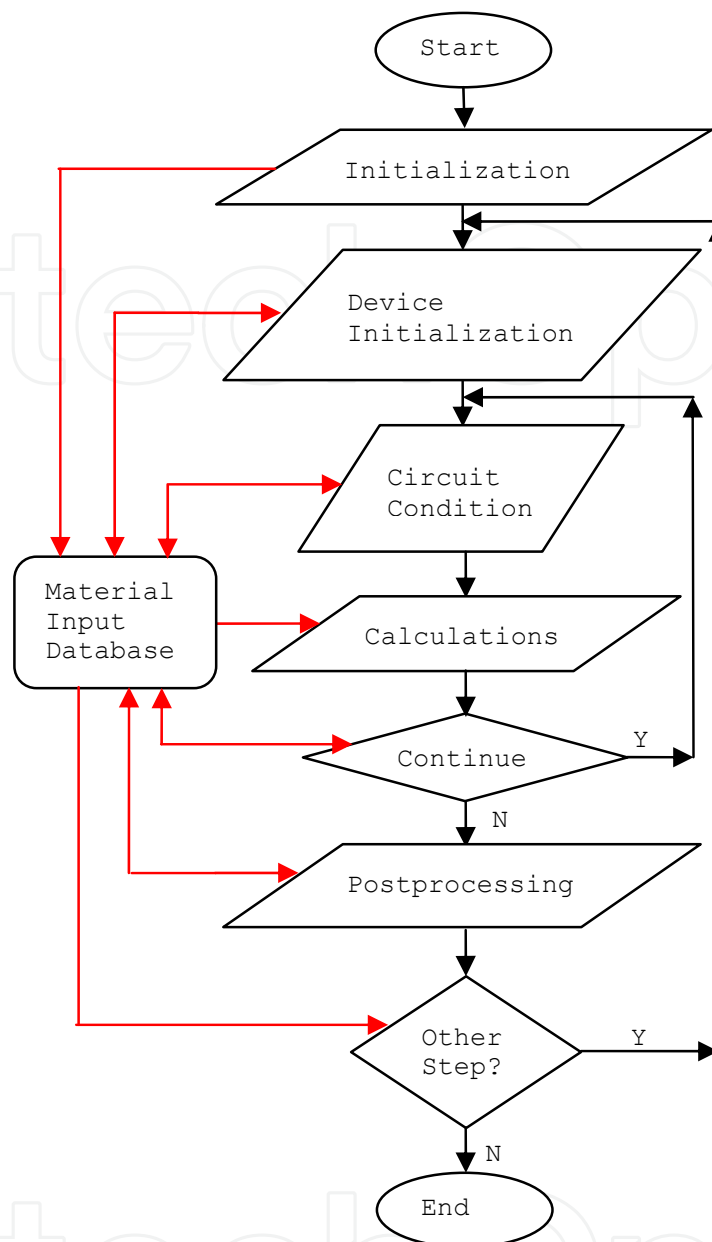 Start
Initialization
Device
Initialization
Circuit
Condition
Material
Input
Database
Calculations
Continue
Y
N
Postprocessing
Other
Step?
Y
N
End